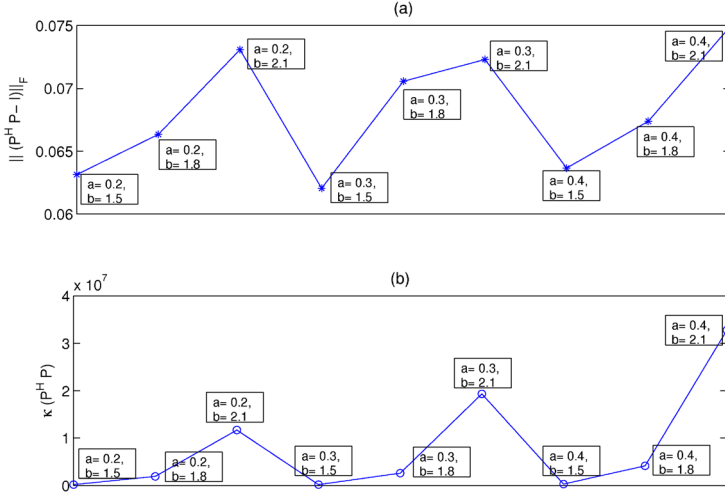 (a)
0.075
0.07
0.065
0.06
|| (P^H P− I)||_F
a= 0.2,
b= 1.5
a= 0.2,
b= 1.8
a= 0.2,
b= 2.1
a= 0.3,
b= 1.5
a= 0.3,
b= 1.8
a= 0.3,
b= 2.1
a= 0.4,
b= 1.5
a= 0.4,
b= 1.8
a= 0.4,
b= 2.1
(b)
x 10^7
4
3
2
1
0
κ (P^H P)
a= 0.2,
b= 1.5
a= 0.2,
b= 1.8
a= 0.2,
b= 2.1
a= 0.3,
b= 1.5
a= 0.3,
b= 1.8
a= 0.3,
b= 2.1
a= 0.4,
b= 1.5
a= 0.4,
b= 1.8
a= 0.4,
b= 2.1